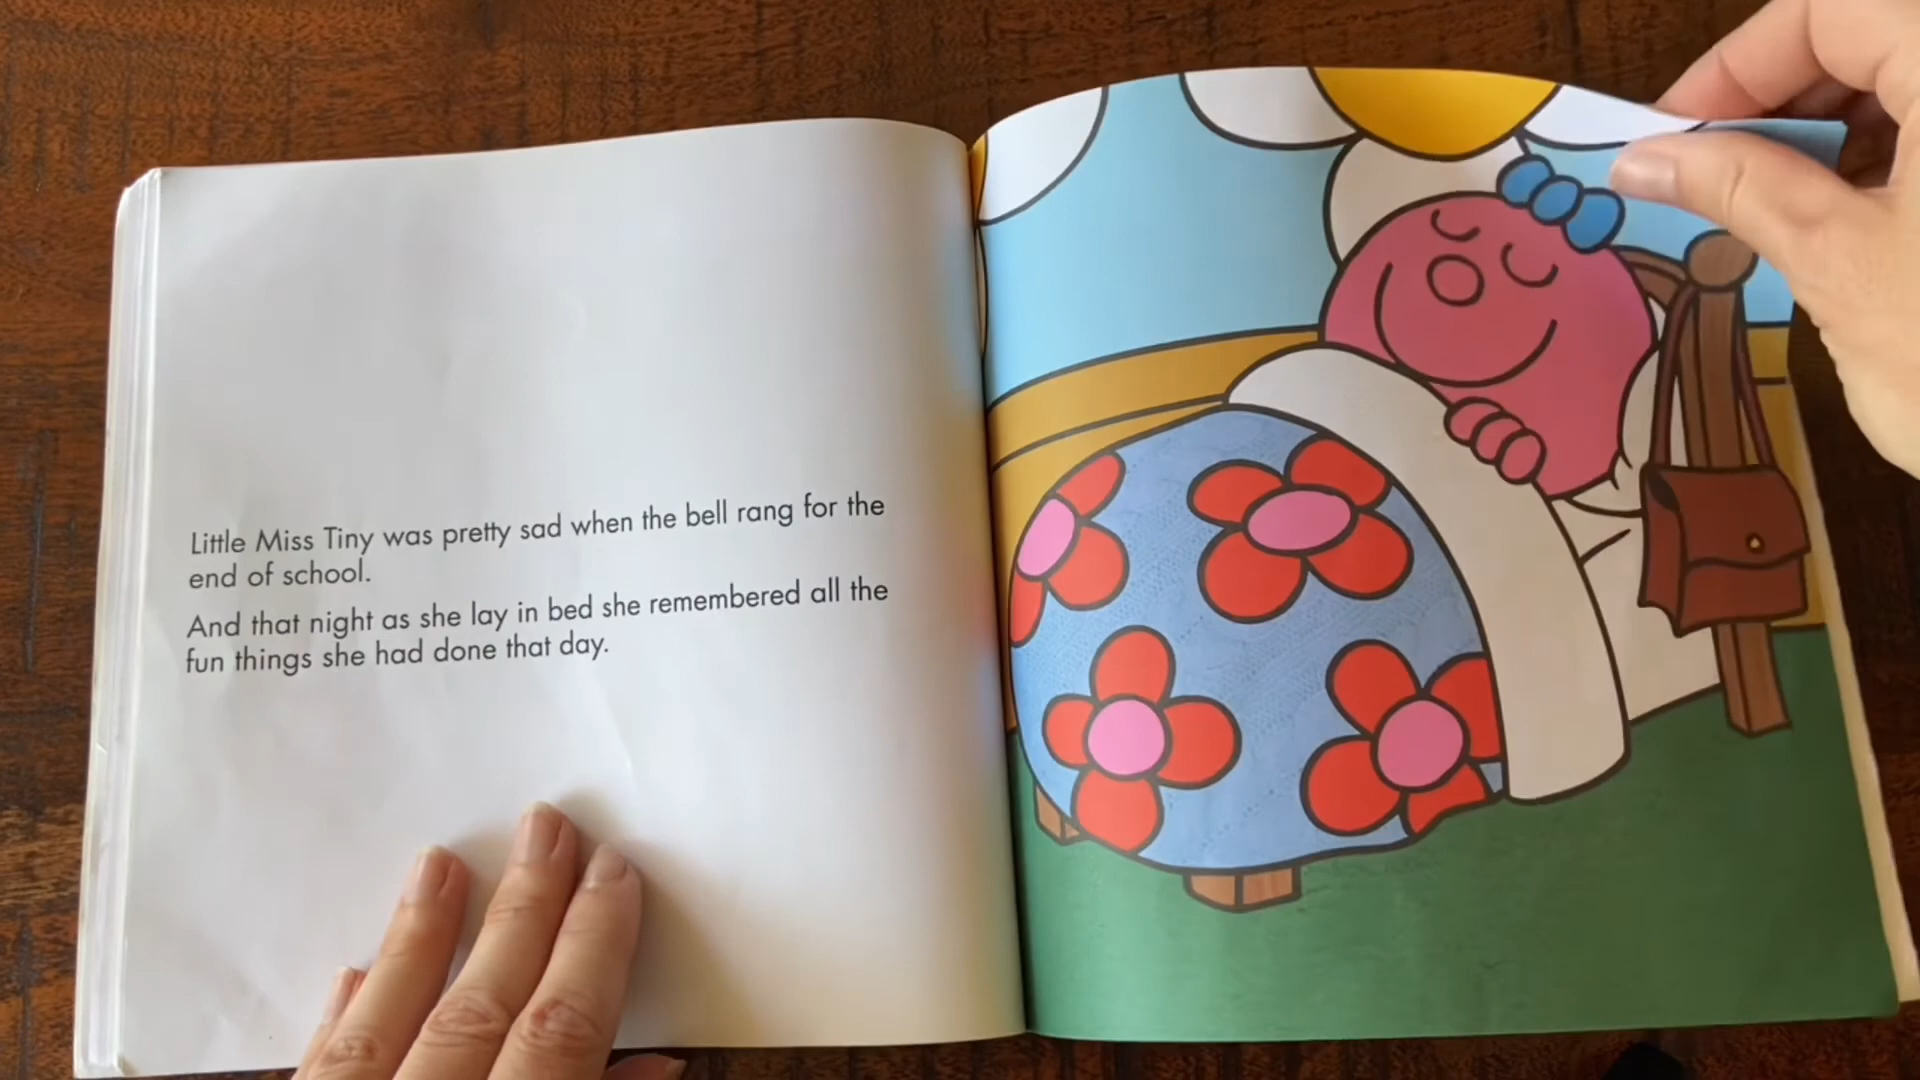 Little Miss Tiny was pretty sad when the bell rang for the
end of school.
And that night as she lay in bed she remembered all the
fun things she had done that day.